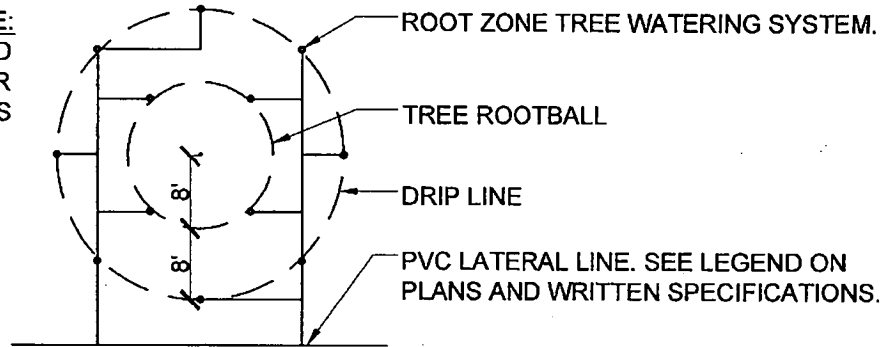 E:
D
R
S
ROOT ZONE TREE WATERING SYSTEM.
TREE ROOTBALL
DRIP LINE
8'
8'
PVC LATERAL LINE. SEE LEGEND ON
PLANS AND WRITTEN SPECIFICATIONS.